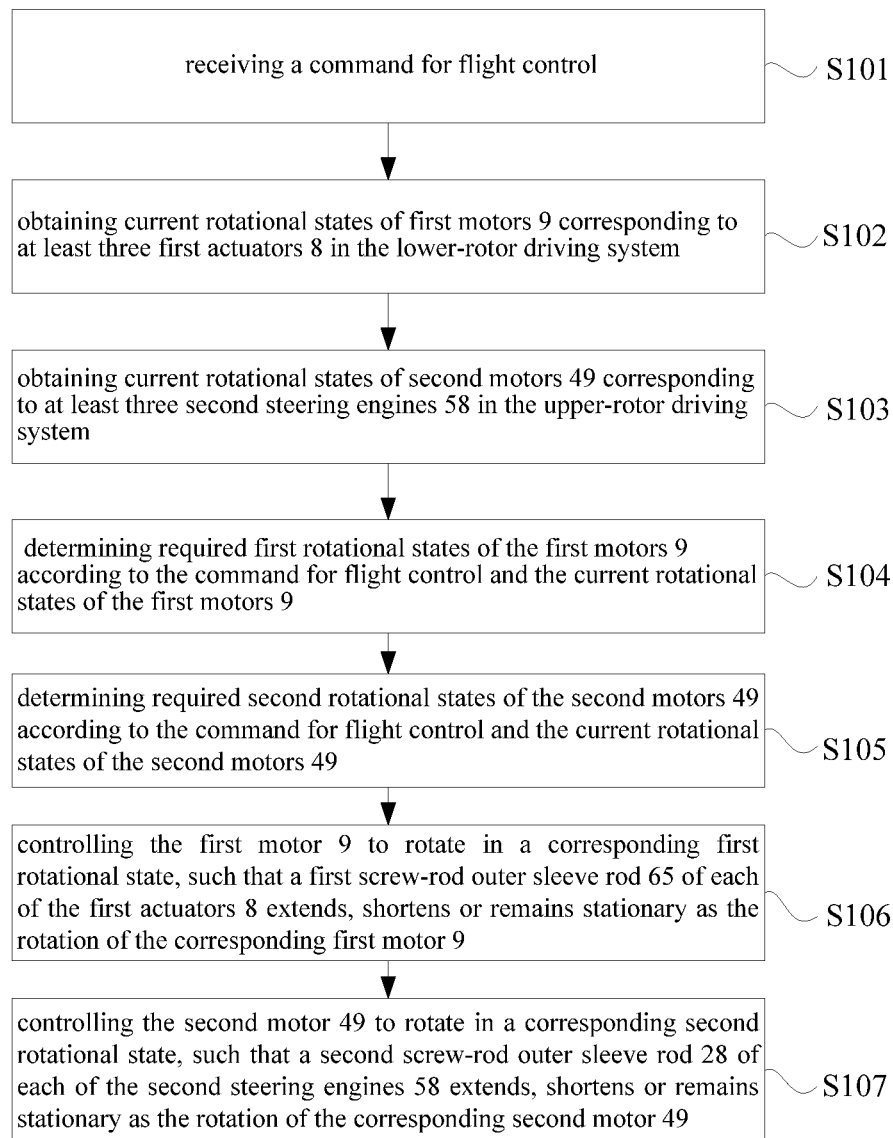 receiving a command for flight control
S101
obtaining current rotational states of first motors 9 corresponding to
at least three first actuators 8 in the lower-rotor driving system
S102
obtaining current rotational states of second motors 49 corresponding
to at least three second steering engines 58 in the upper-rotor driving
system
S103
determining required first rotational states of the first motors 9
according to the command for flight control and the current rotational
states of the first motors 9
S104
determining required second rotational states of the second motors 49
according to the command for flight control and the current rotational
states of the second motors 49
S105
controlling the first motor 9 to rotate in a corresponding first
rotational state, such that a first screw-rod outer sleeve rod 65 of each
of the first actuators 8 extends, shortens or remains stationary as the
rotation of the corresponding first motor 9
S106
controlling the second motor 49 to rotate in a corresponding second
rotational state, such that a second screw-rod outer sleeve rod 28 of
each of the second steering engines 58 extends, shortens or remains
stationary as the rotation of the corresponding second motor 49
S107